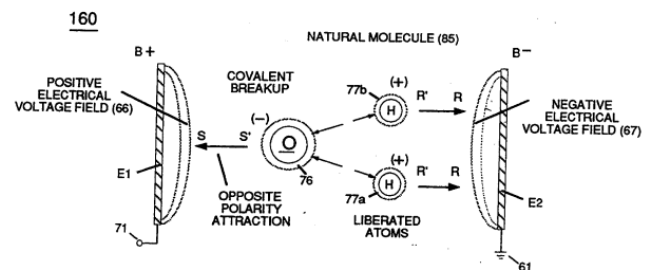 160
B+
NATURAL MOLECULE (85)
B-
POSITIVE
ELECTRICAL
VOLTAGE FIELD (66)
COVALENT
BREAKUP
77b
(+)
H
R'
R
NEGATIVE
ELECTRICAL
VOLTAGE FIELD (67)
(-)
S
S'
O
76
E1
OPPOSITE
POLARITY
ATTRACTION
(+)
H
R'
R
77a
LIBERATED
ATOMS
E2
71
61